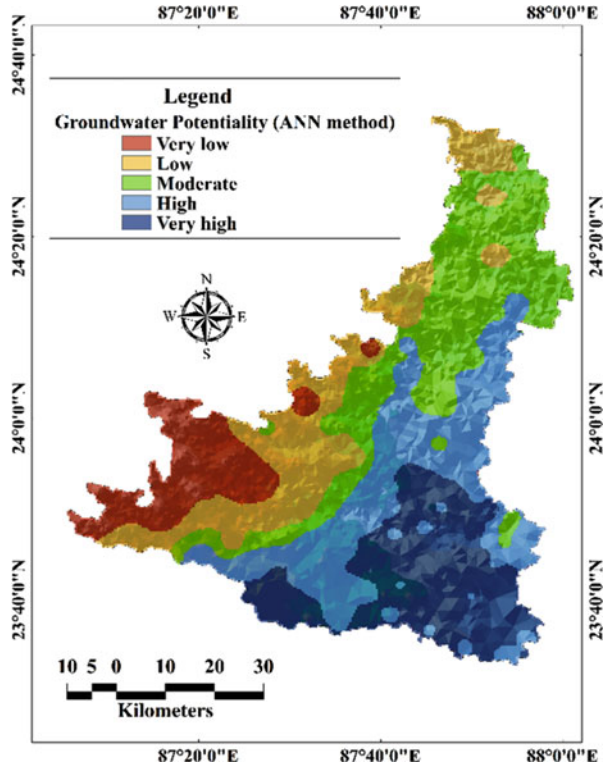 87°20'0"E 87°40'0"E 88°0'0"E
24°40'0"N
24°20'0"N
24°0'0"N
23°40'0"N
Legend
Groundwater Potentiality (ANN method)
Very low
Low
Moderate
High
Very high
N
W E
S
24°40'0"N
24°20'0"N
24°0'0"N
23°40'0"N
10 5 0 10 20 30
Kilometers
87°20'0"E 87°40'0"E 88°0'0"E